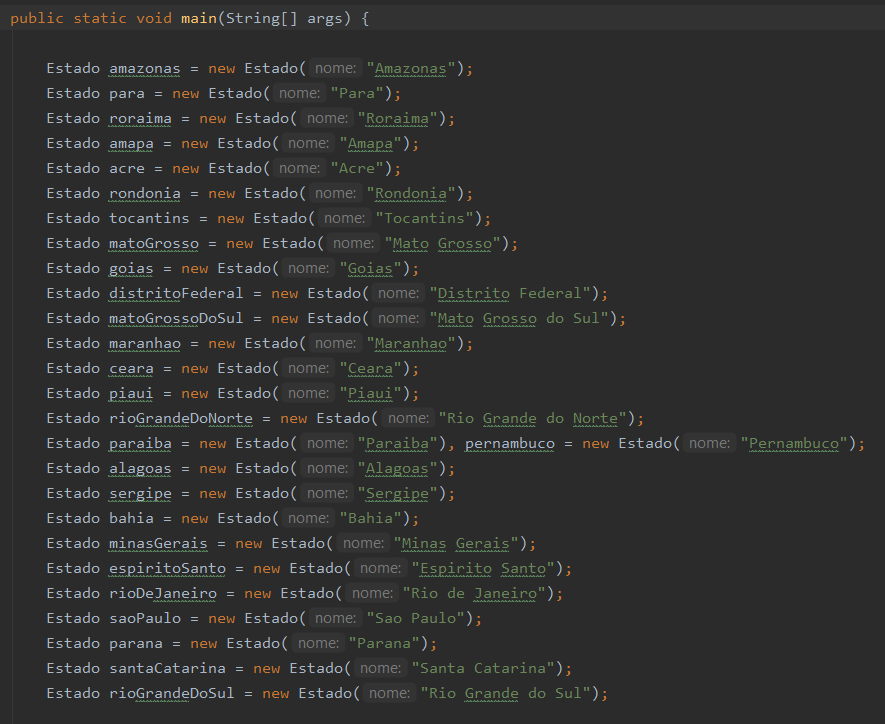 public static void main(String[] args) {
Estado amazonas = new Estado( nome: "Amazonas");
Estado para = new Estado( nome: "Para");
Estado roraima = new Estado( nome: "Roraima");
Estado amapa = new Estado( nome: "Amapa");
Estado acre = new Estado( nome: "Acre");
Estado rondonia = new Estado( nome: "Rondonia");
Estado tocantins = new Estado( nome: "Tocantins");
Estado matoGrosso = new Estado( nome: "Mato Grosso");
Estado goias = new Estado( nome: "Goias");
Estado distritoFederal = new Estado( nome: "Distrito Federal");
Estado matoGrossoDoSul = new Estado( nome: "Mato Grosso do Sul");
Estado maranhao = new Estado( nome: "Maranhao");
Estado ceara = new Estado( nome: "Ceara");
Estado piaui = new Estado( nome: "Piaui");
Estado rioGrandeDoNorte = new Estado( nome: "Rio Grande do Norte");
Estado paraiba = new Estado( nome: "Paraiba"), pernambuco = new Estado( nome: "Pernambuco");
Estado alagoas = new Estado( nome: "Alagoas");
Estado sergipe = new Estado( nome: "Sergipe");
Estado bahia = new Estado( nome: "Bahia");
Estado minasGerais = new Estado( nome: "Minas Gerais");
Estado espiritoSanto = new Estado( nome: "Espirito Santo");
Estado rioDeJaneiro = new Estado( nome: "Rio de Janeiro");
Estado saoPaulo = new Estado( nome: "Sao Paulo");
Estado parana = new Estado( nome: "Parana");
Estado santaCatarina = new Estado( nome: "Santa Catarina");
Estado rioGrandeDoSul = new Estado( nome: "Rio Grande do Sul");